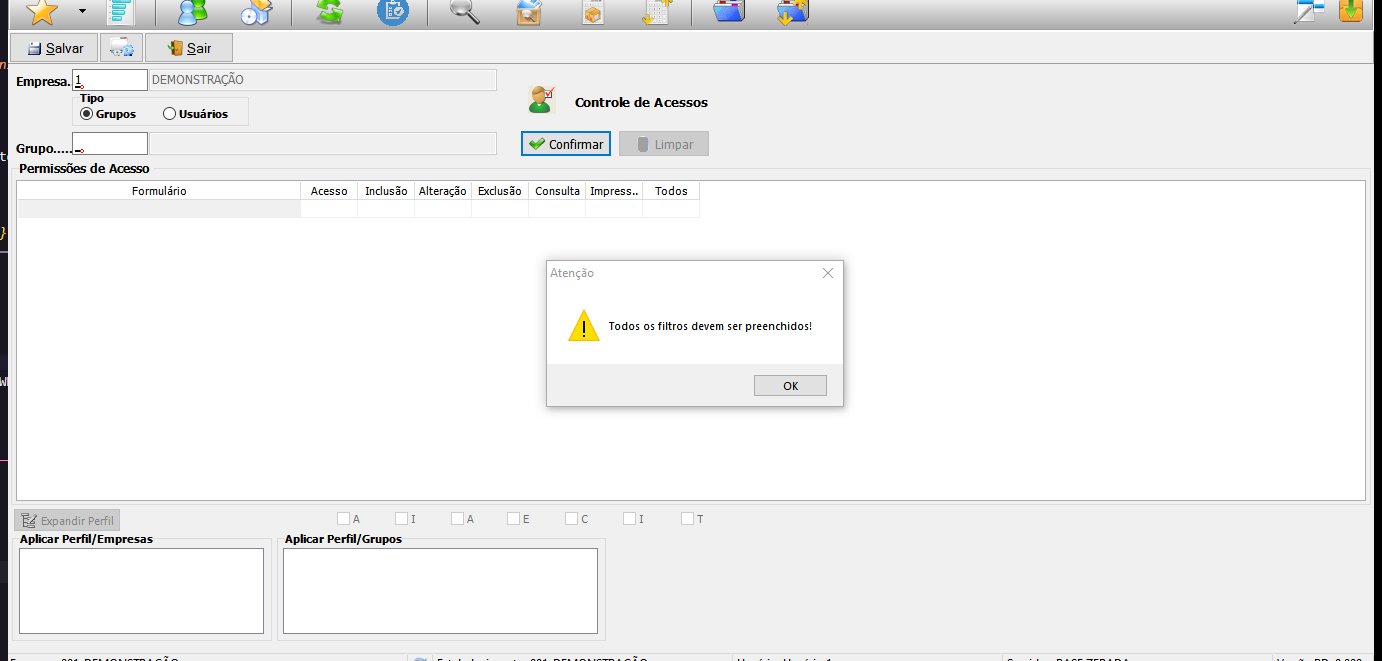 Salvar Sair
Empresa. 1 DEMONSTRAÇÃO
Tipo
Grupos Usuários
Controle de Acessos
Grupo.....
Confirmar Limpar
Permissões de Acesso
Formulário Acesso Inclusão Alteração Exclusão Consulta Impress.. Todos
Atenção
Todos os filtros devem ser preenchidos!
OK
Expandir Perfil A I A E C I T
Aplicar Perfil/Empresas Aplicar Perfil/Grupos